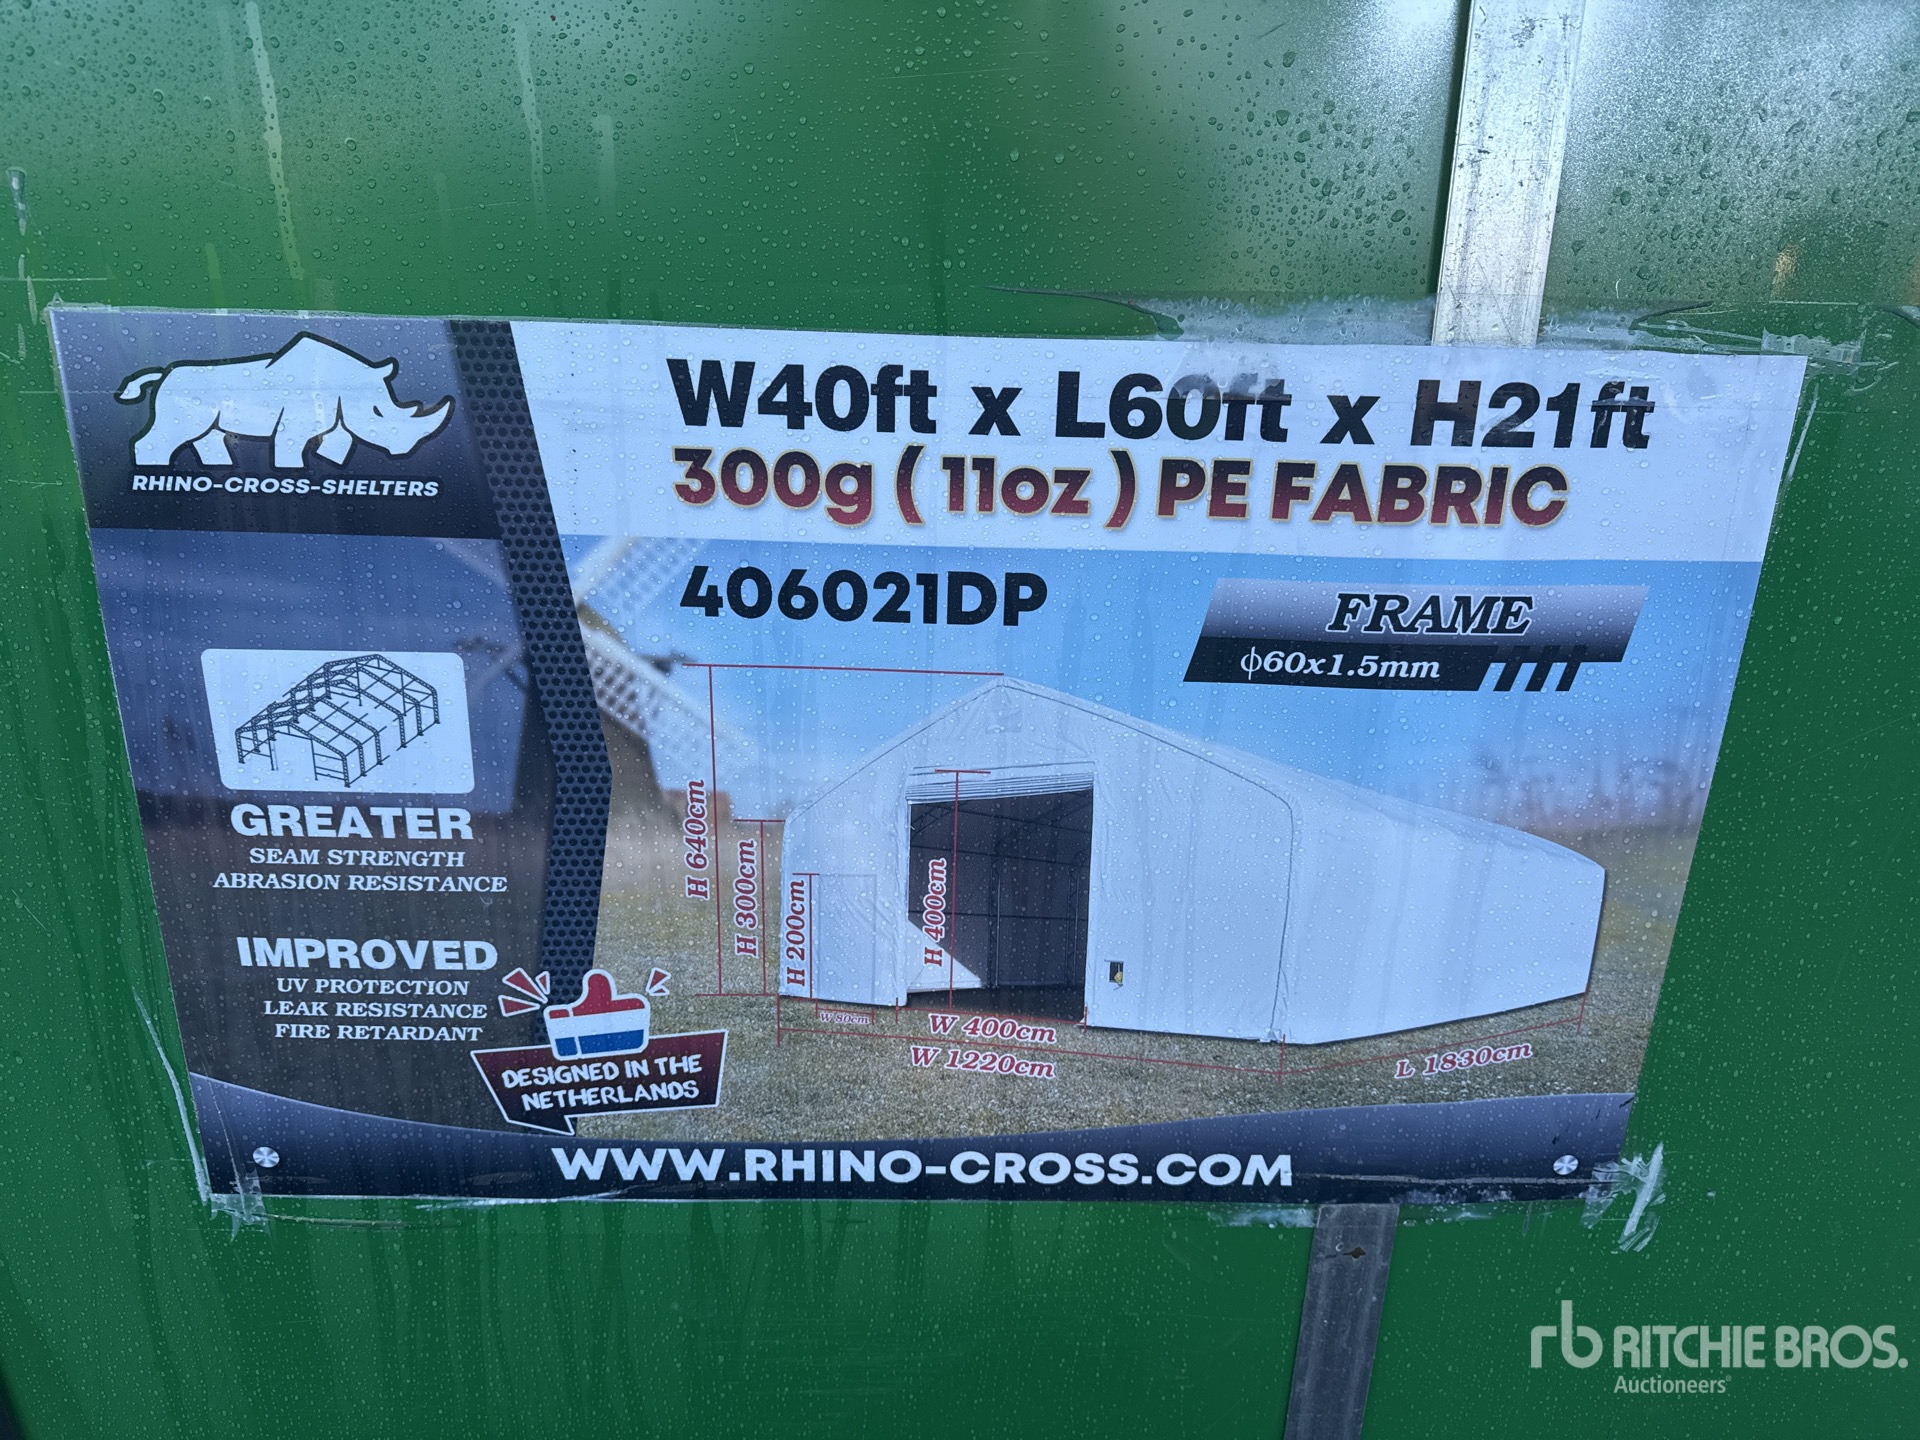 RHINO-CROSS-SHELTERS
W40ft x L60ft x H21ft
300g ( 11oz ) PE FABRIC
406021DP
FRAME
ϕ60x1.5mm
GREATER
SEAM STRENGTH
ABRASION RESISTANCE
IMPROVED
UV PROTECTION
LEAK RESISTANCE
FIRE RETARDANT
DESIGNED IN THE
NETHERLANDS
H 640cm
H 300cm
H 200cm
H 400cm
W 80cm
W 400cm
W 1220cm
L 1830cm
WWW.RHINO-CROSS.COM
rb RITCHIE BROS.
Auctioneers